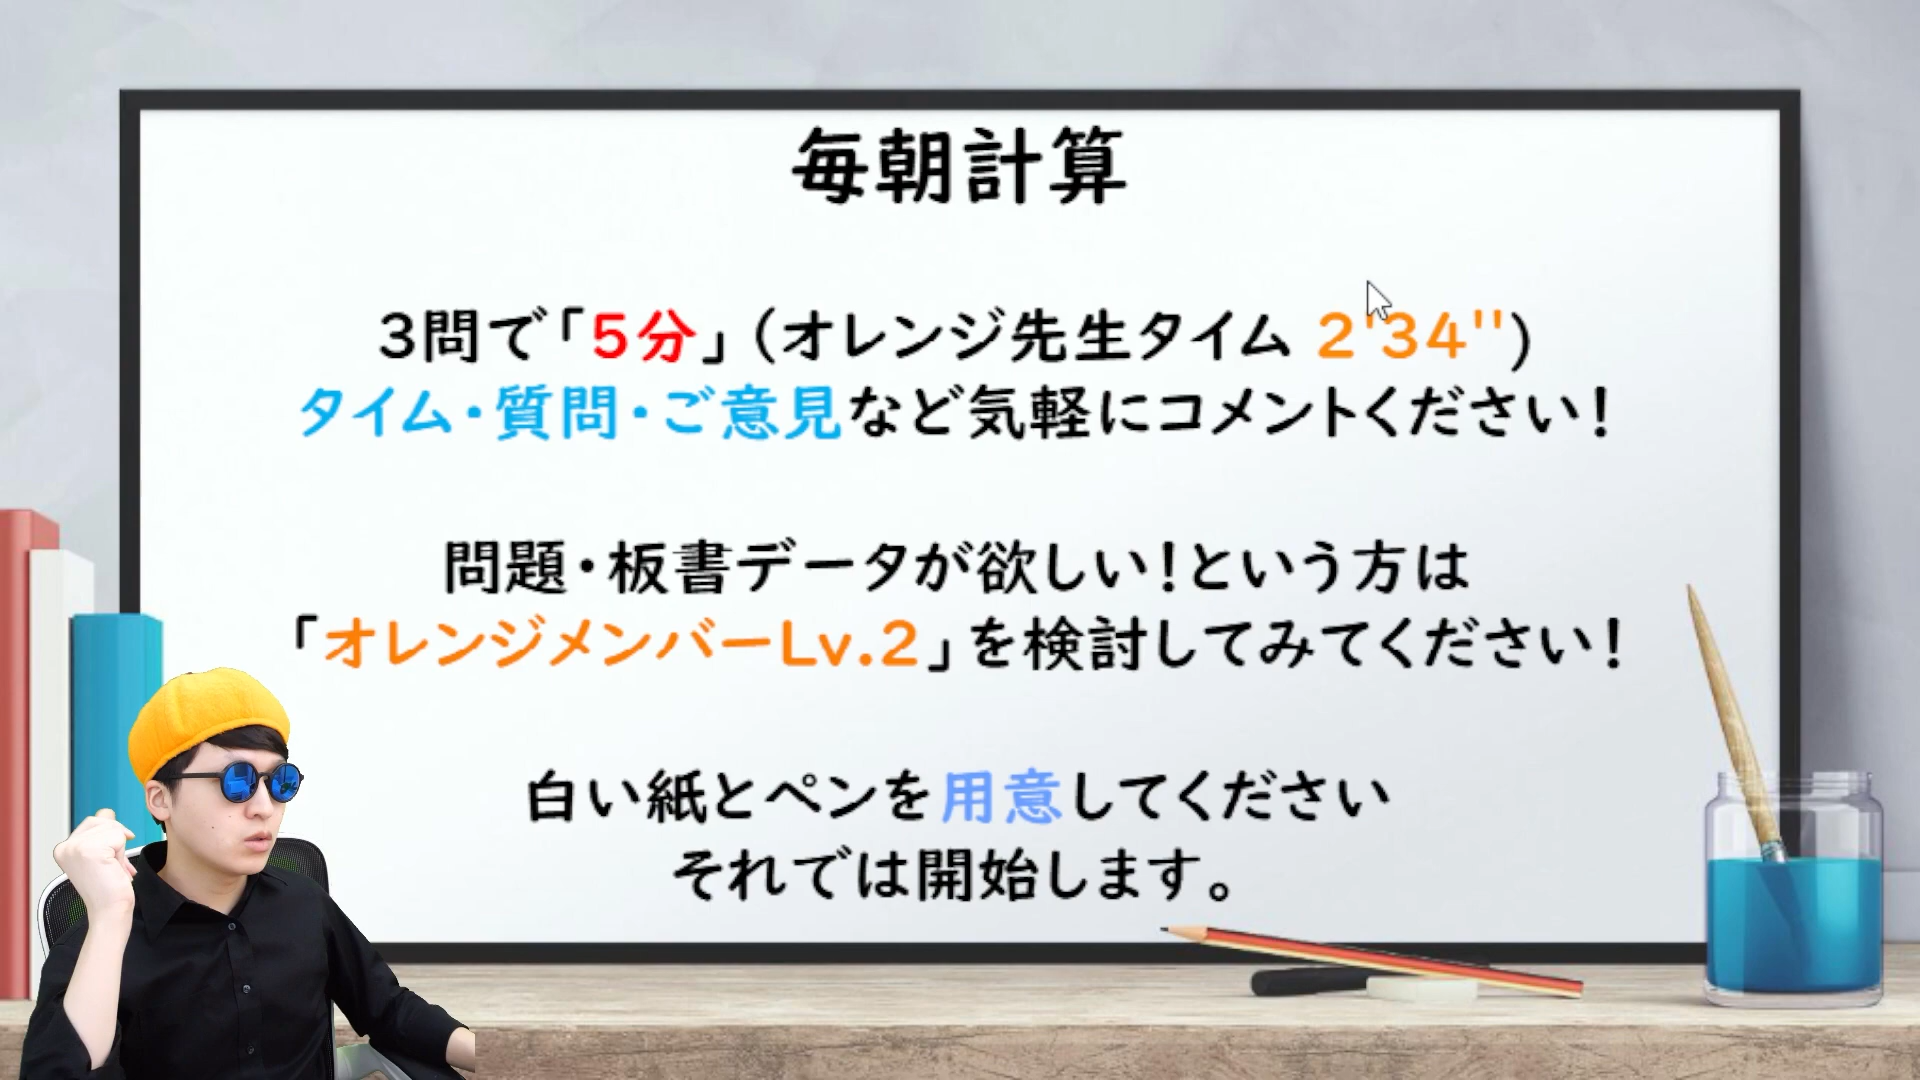 毎朝計算
3問で「5分」（オレンジ先生タイム 2'34''）
タイム・質問・ご意見など気軽にコメントください！
問題・板書データが欲しい！という方は
「オレンジメンバーLv.2」を検討してみてください！
白い紙とペンを用意してください
それでは開始します。